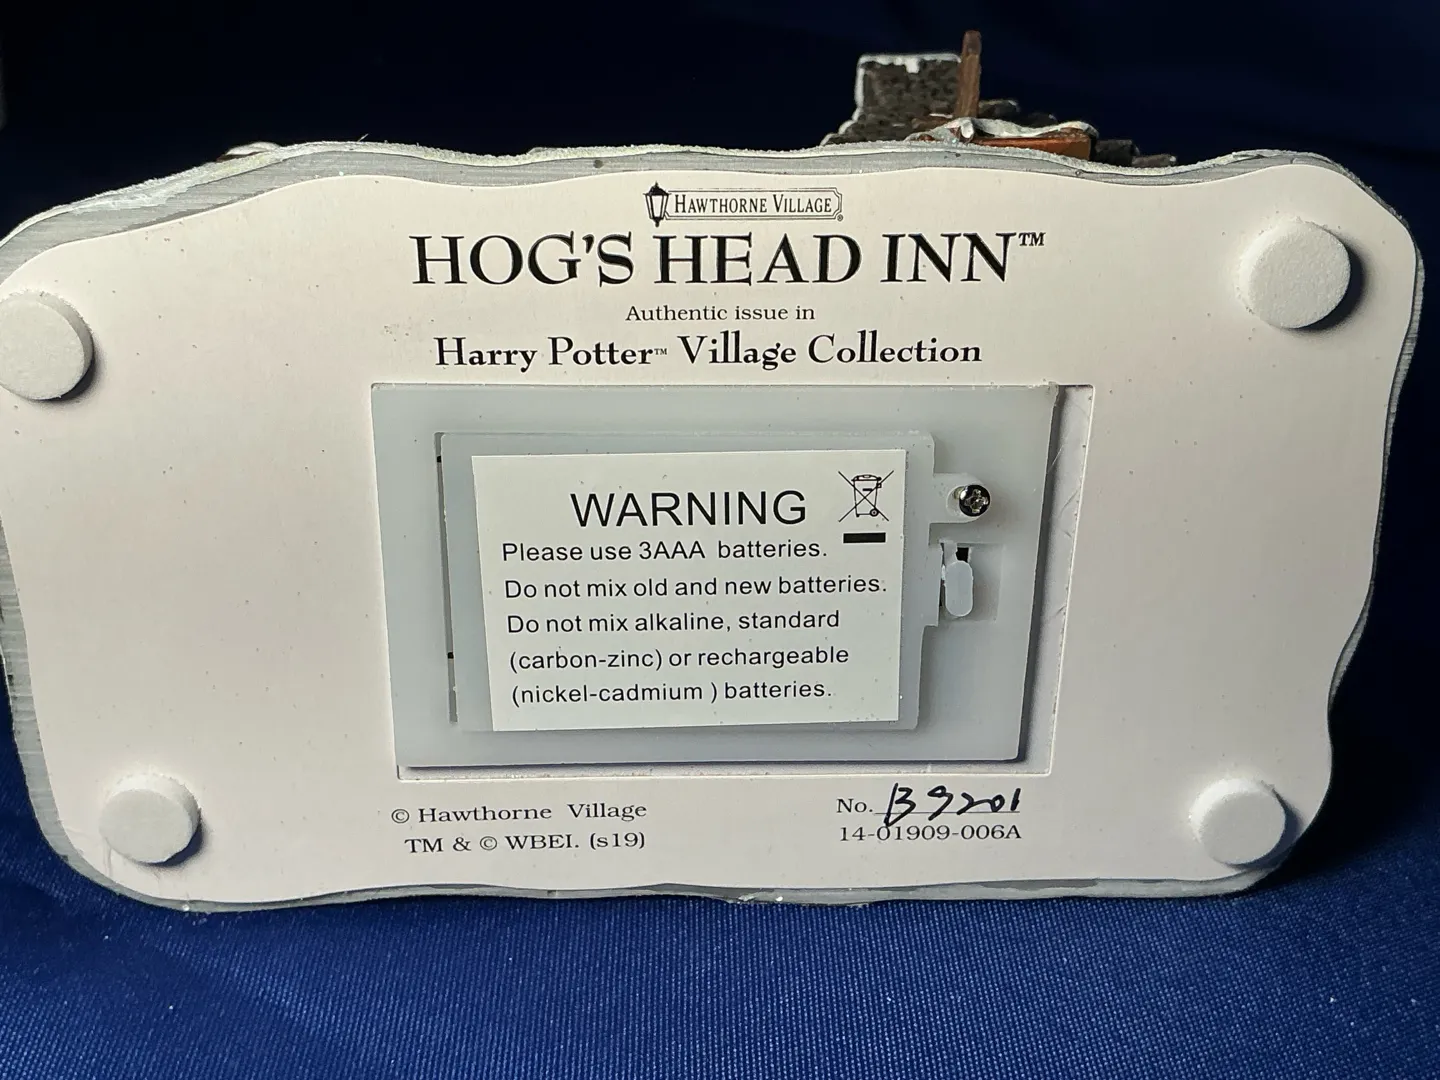 HAWTHORNE VILLAGE®
HOG'S HEAD INN™
Authentic issue in
Harry Potter™ Village Collection
WARNING
Please use 3AAA batteries.
Do not mix old and new batteries.
Do not mix alkaline, standard
(carbon-zinc) or rechargeable
(nickel-cadmium ) batteries.
© Hawthorne Village
TM & © WBEI. (s19)
No. B9201
14-01909-006A